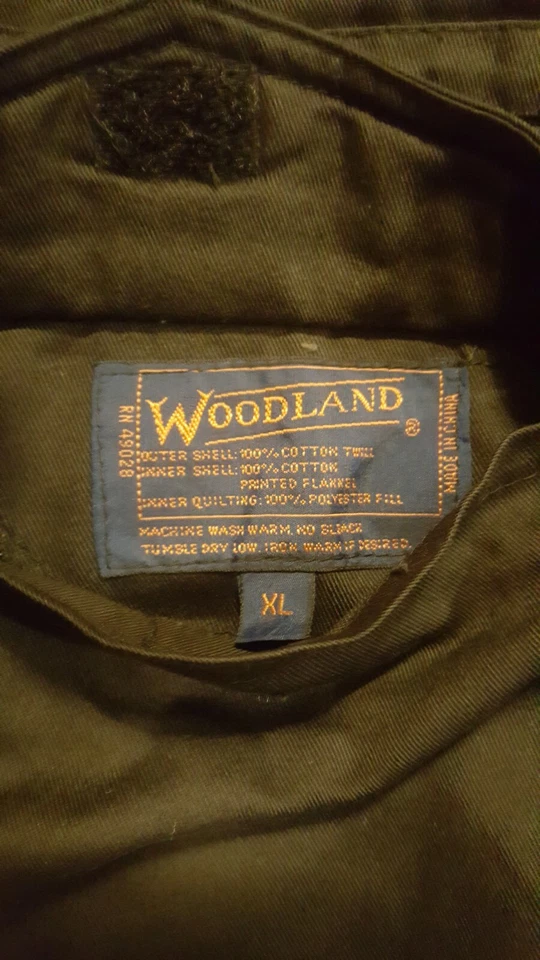 WOODLAND ®
OUTER SHELL: 100% COTTON TWILL
INNER SHELL: 100% COTTON
PRINTED FLANNEL
INNER QUILTING: 100% POLYESTER FILL
MACHINE WASH WARM. NO BLEACH
TUMBLE DRY LOW. IRON WARM IF DESIRED.
RN 49028
MADE IN CHINA
XL